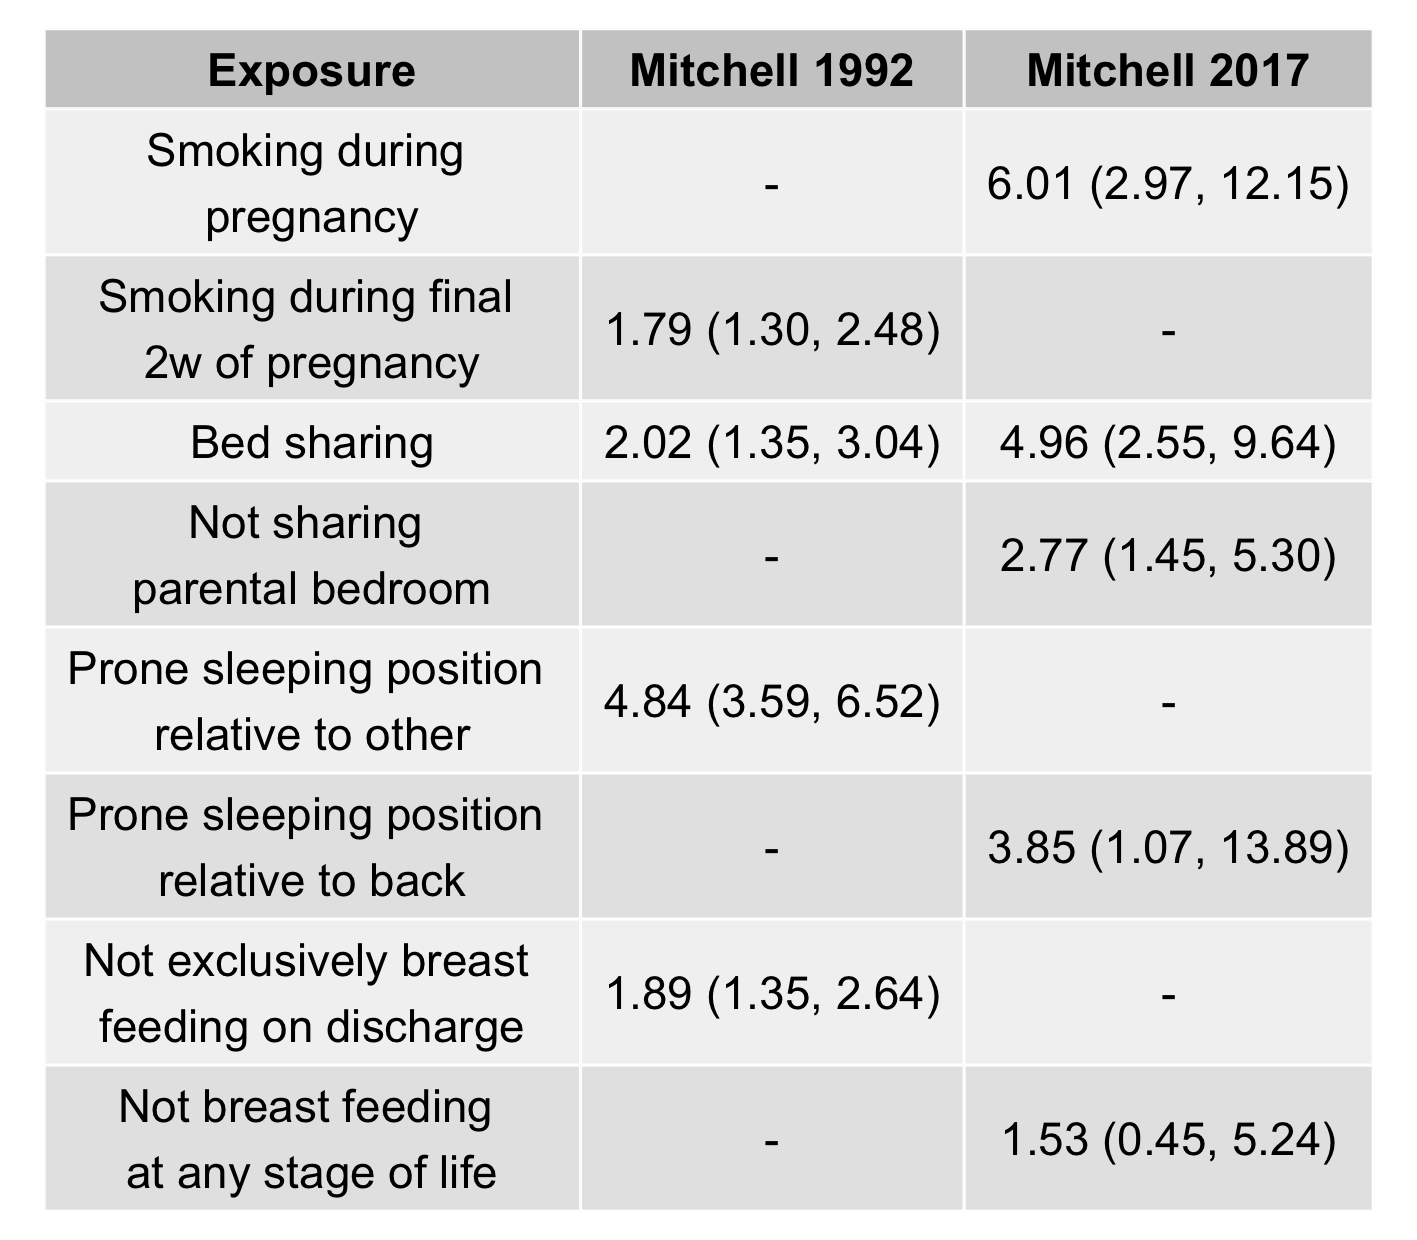 Exposure Mitchell 1992 Mitchell 2017
Smoking during
pregnancy
- 6.01 (2.97, 12.15)
Smoking during final
2w of pregnancy
1.79 (1.30, 2.48) -
Bed sharing 2.02 (1.35, 3.04) 4.96 (2.55, 9.64)
Not sharing
parental bedroom
- 2.77 (1.45, 5.30)
Prone sleeping position
relative to other
4.84 (3.59, 6.52) -
Prone sleeping position
relative to back
- 3.85 (1.07, 13.89)
Not exclusively breast
feeding on discharge
1.89 (1.35, 2.64) -
Not breast feeding
at any stage of life
- 1.53 (0.45, 5.24)